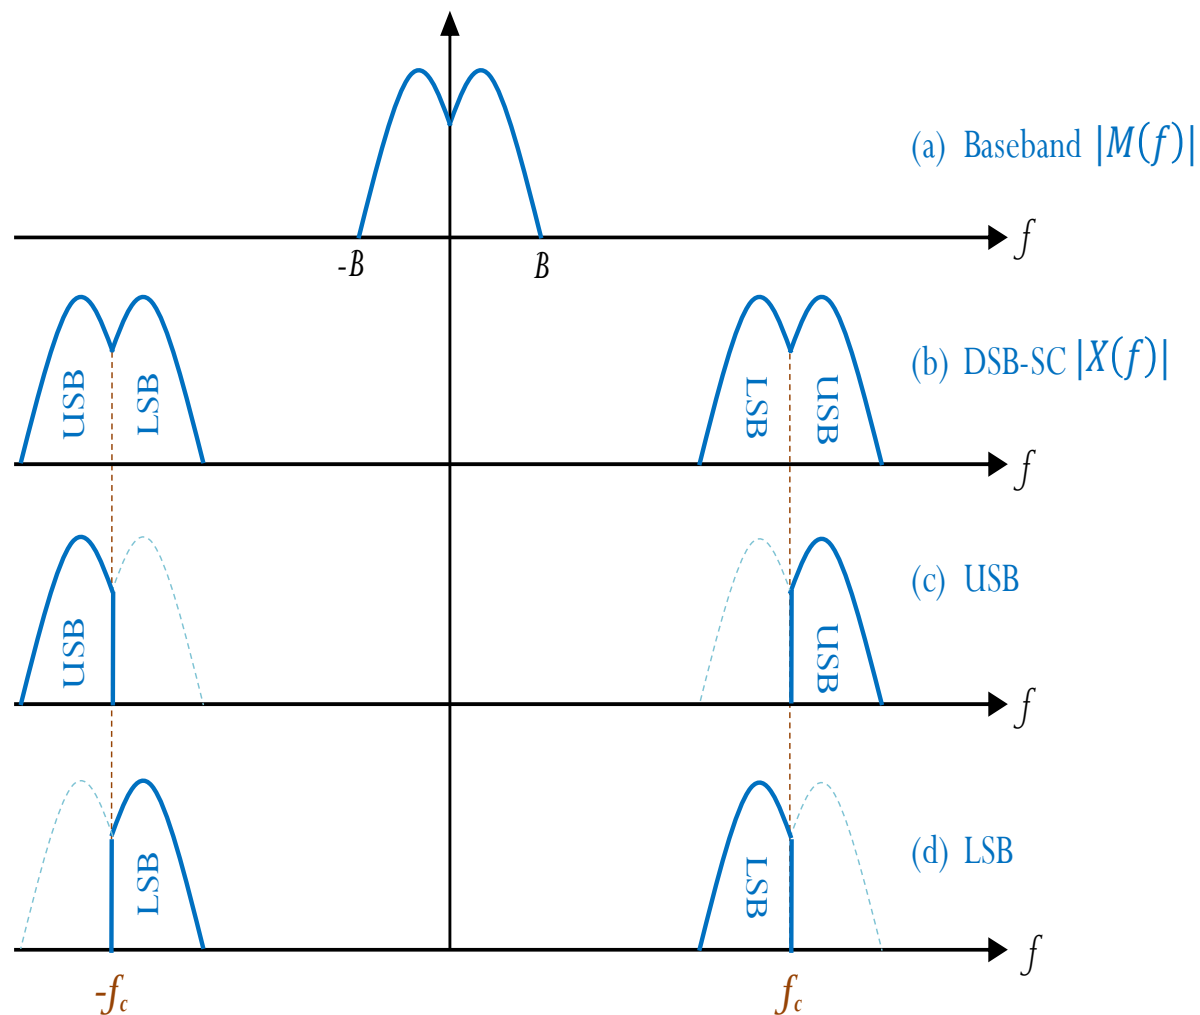 (a) Baseband |M(f)|
f
-B
B
USB
LSB
LSB
USB
(b) DSB-SC |X(f)|
f
USB
USB
(c) USB
f
LSB
LSB
(d) LSB
f
-fc
fc